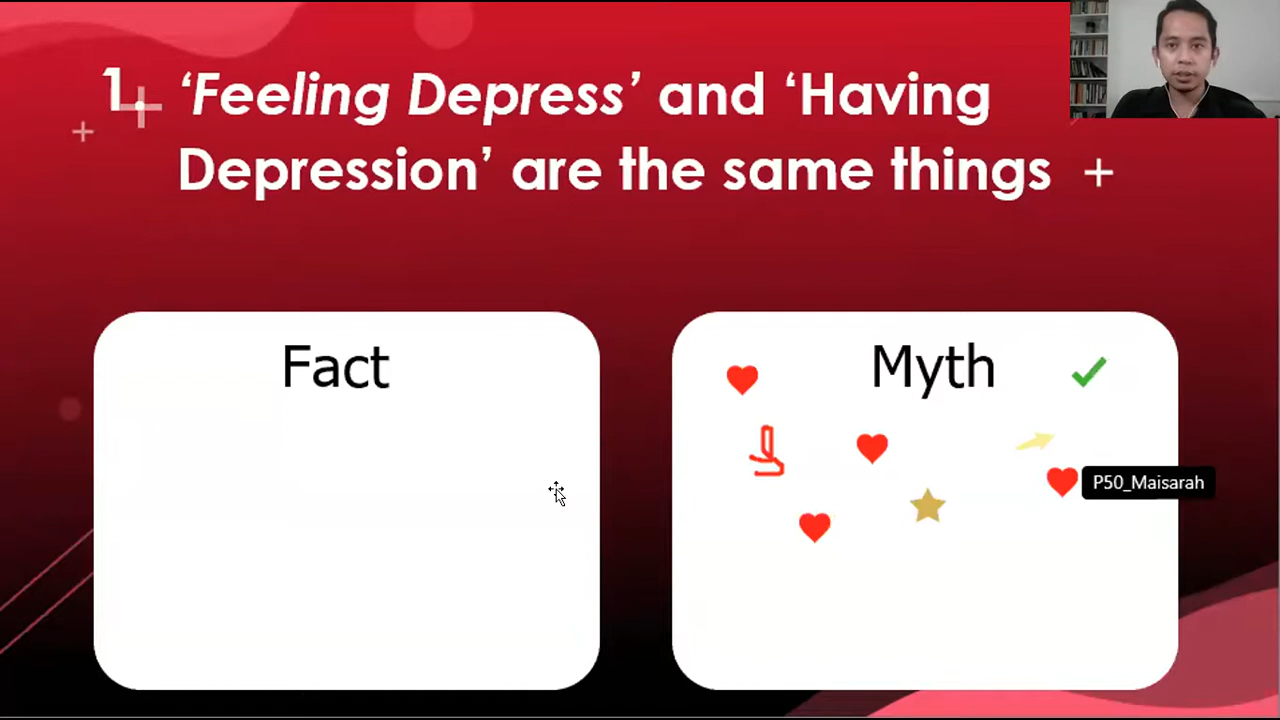 1 'Feeling Depress' and 'Having
Depression' are the same things
Fact
Myth
P50_Maisarah